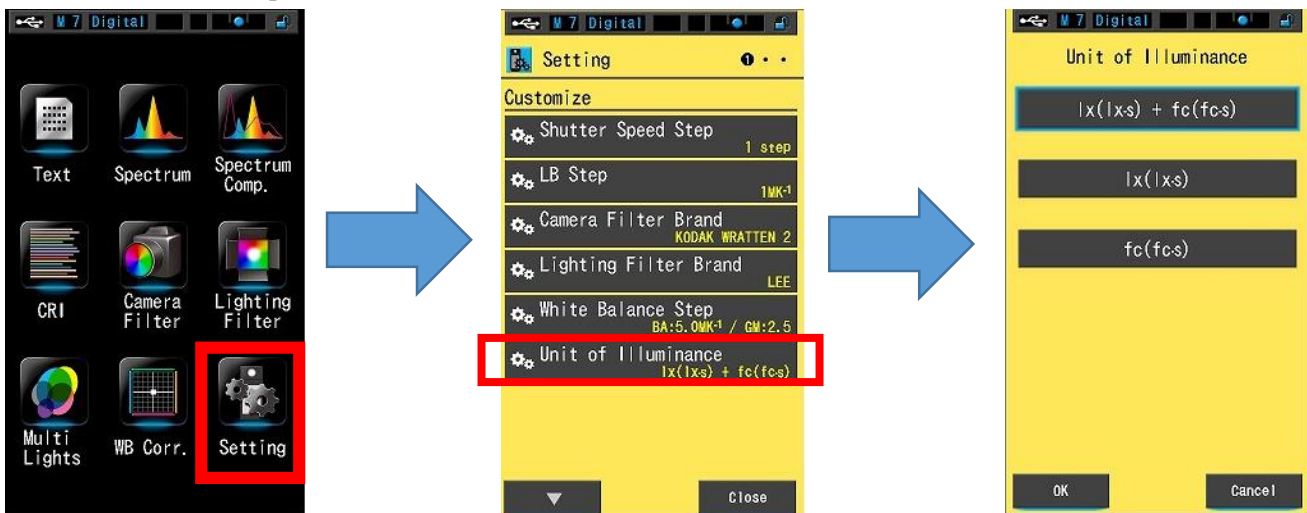 M 7 Digital
Text
Spectrum
Spectrum
Comp.
CRI
Camera
Filter
Lighting
Filter
Multi
Lights
WB Corr.
Setting
M 7 Digital
Setting
❶・・
Customize
Shutter Speed Step
1 step
LB Step
1MK⁻¹
Camera Filter Brand
KODAK WRATTEN 2
Lighting Filter Brand
LEE
White Balance Step
BA:5.0MK⁻¹ / GM:2.5
Unit of Illuminance
lx(lx·s) + fc(fc·s)
▼
Close
M 7 Digital
Unit of Illuminance
lx(lx·s) + fc(fc·s)
lx(lx·s)
fc(fc·s)
OK
Cancel